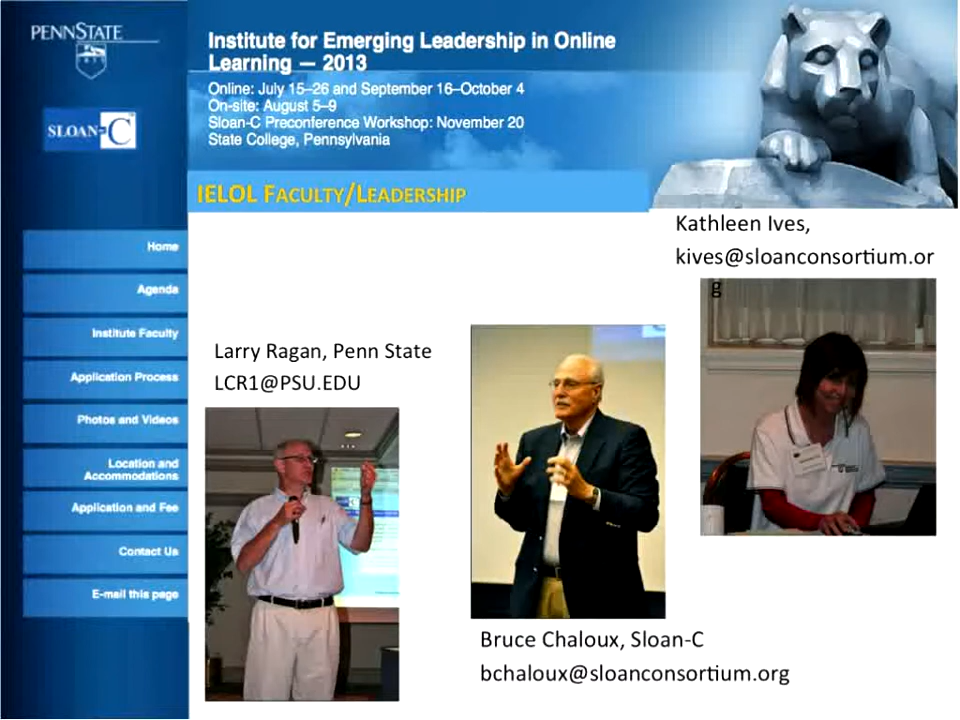 PENNSTATE
1855
SLOAN-C
Institute for Emerging Leadership in Online
Learning — 2013
Online: July 15–26 and September 16–October 4
On-site: August 5–9
Sloan-C Preconference Workshop: November 20
State College, Pennsylvania
IELOL FACULTY/LEADERSHIP
Home
Agenda
Institute Faculty
Application Process
Photos and Videos
Location and
Accommodations
Application and Fee
Contact Us
E-mail this page
Kathleen Ives,
kives@sloanconsortium.or
g
Larry Ragan, Penn State
LCR1@PSU.EDU
Bruce Chaloux, Sloan-C
bchaloux@sloanconsortium.org